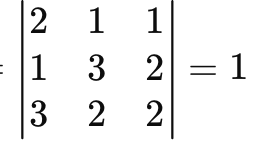 = |2 1 1|
|1 3 2| = 1
|3 2 2|